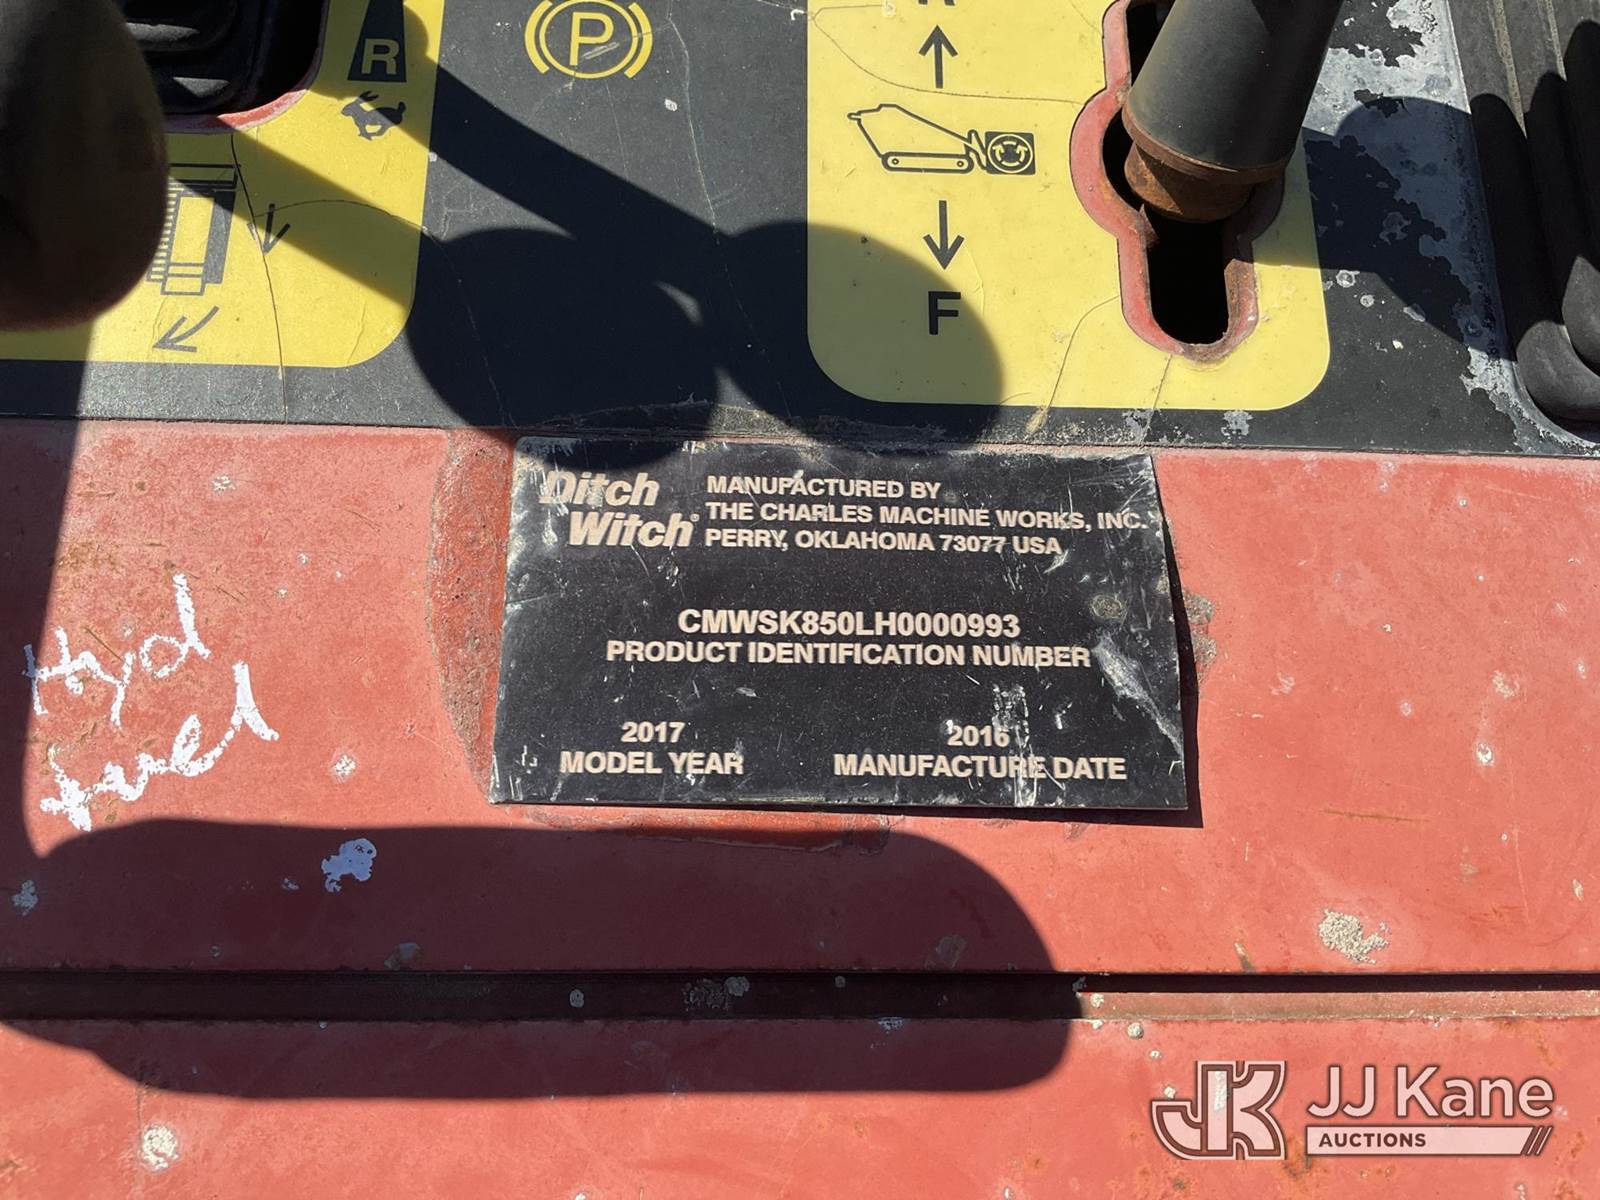 R
P
F
Ditch Witch®
MANUFACTURED BY
THE CHARLES MACHINE WORKS, INC.
PERRY, OKLAHOMA 73077 USA
CMWSK850LH0000993
PRODUCT IDENTIFICATION NUMBER
2017
MODEL YEAR
2016
MANUFACTURE DATE
Hyd
fuel
JK
JJ Kane
AUCTIONS